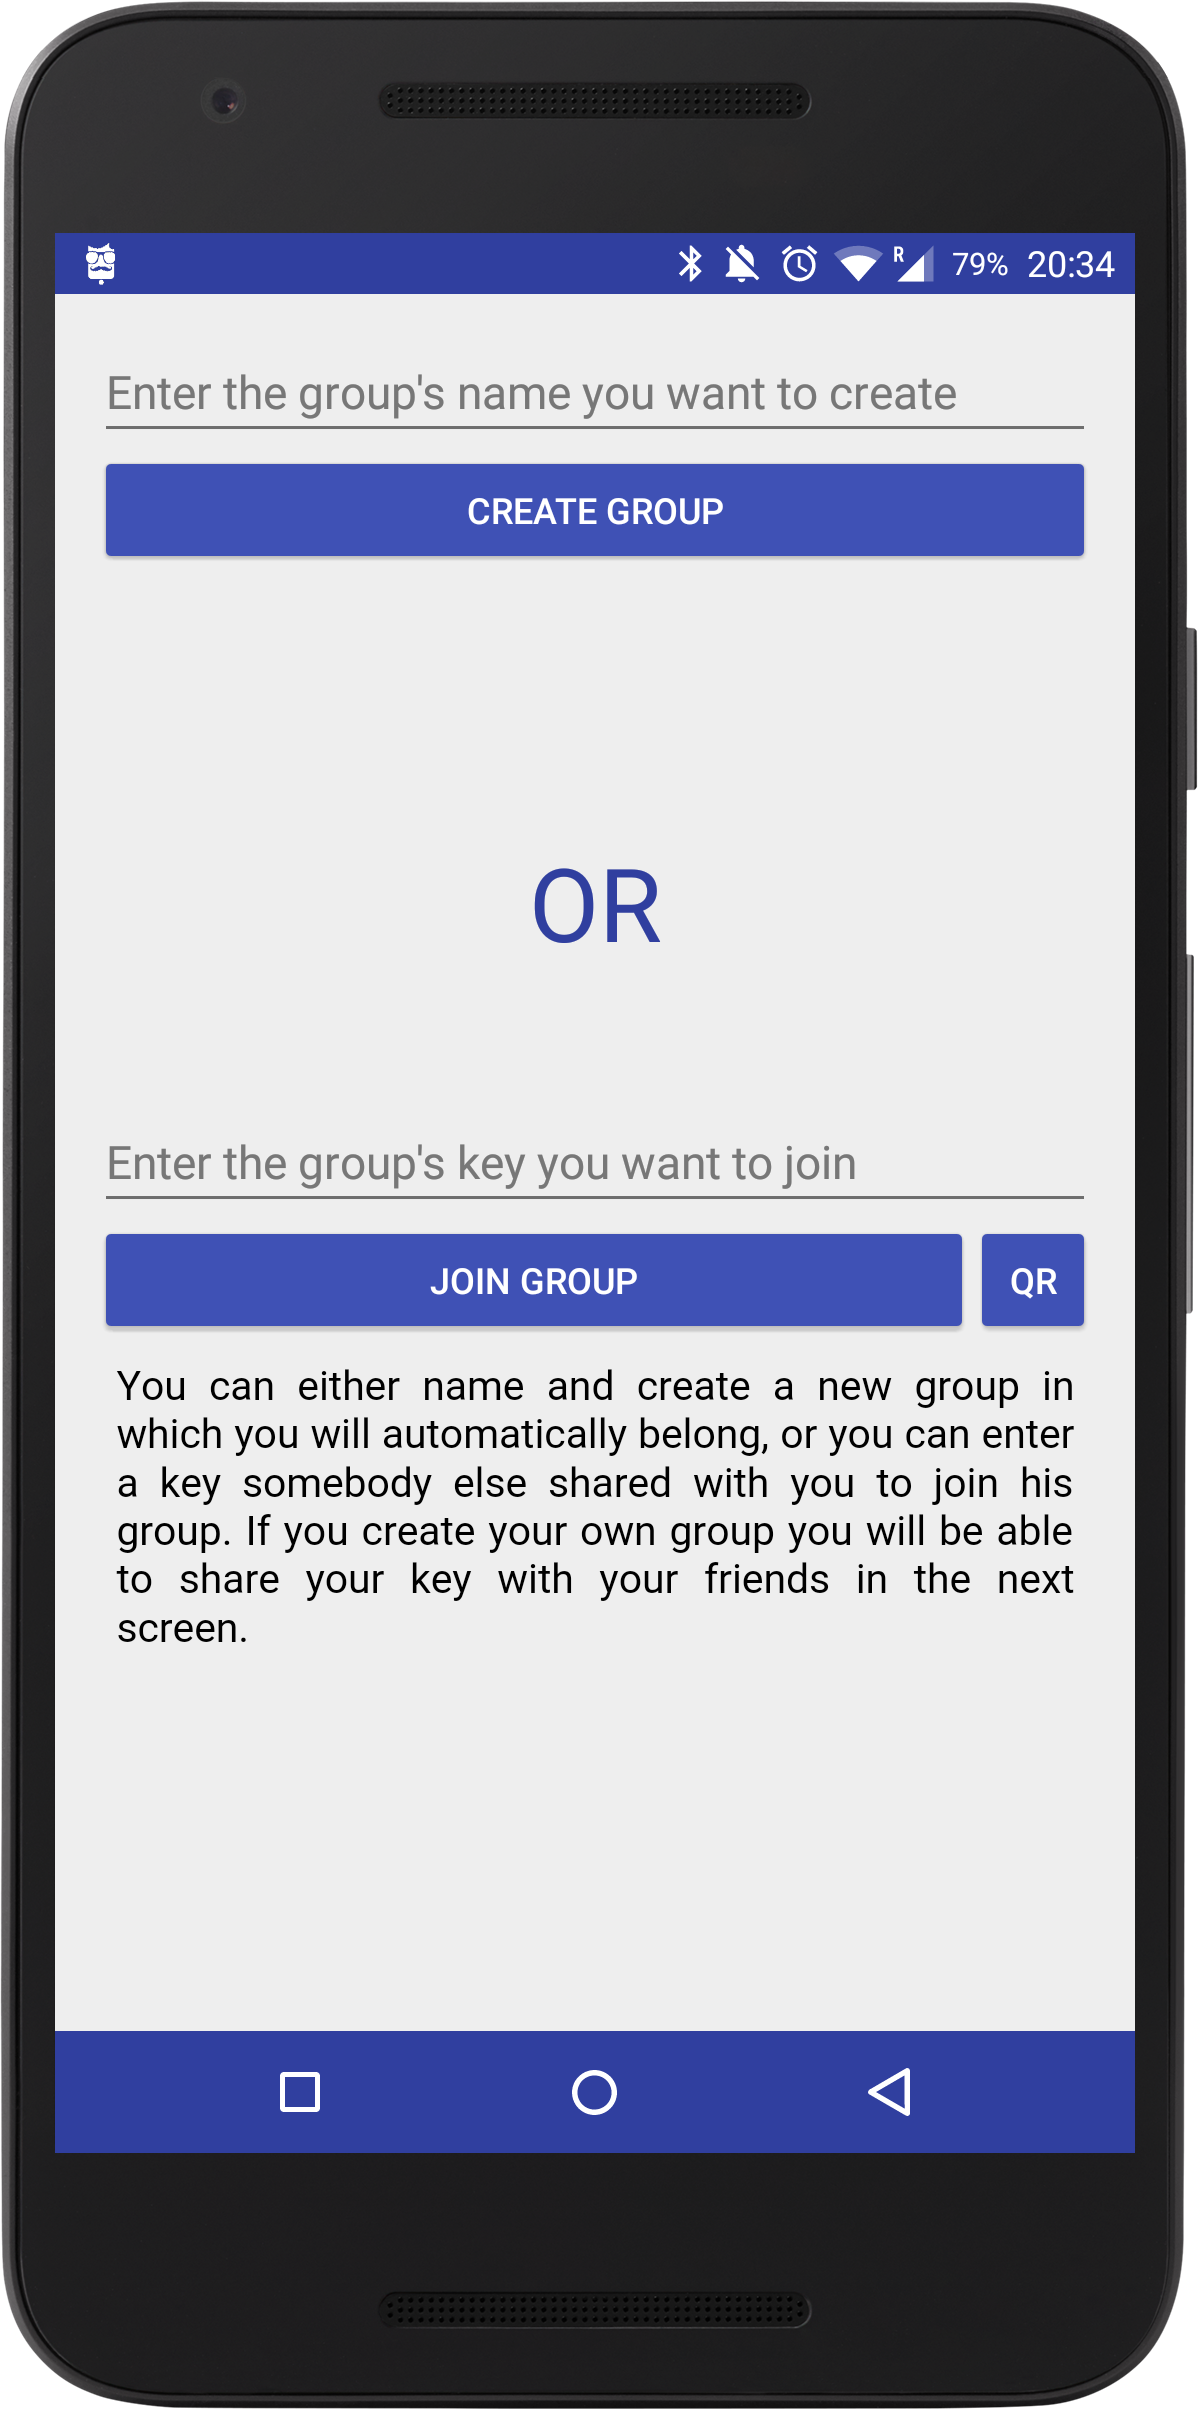 R 79% 20:34
Enter the group's name you want to create
CREATE GROUP
OR
Enter the group's key you want to join
JOIN GROUP QR
You can either name and create a new group in
which you will automatically belong, or you can enter
a key somebody else shared with you to join his
group. If you create your own group you will be able
to share your key with your friends in the next
screen.